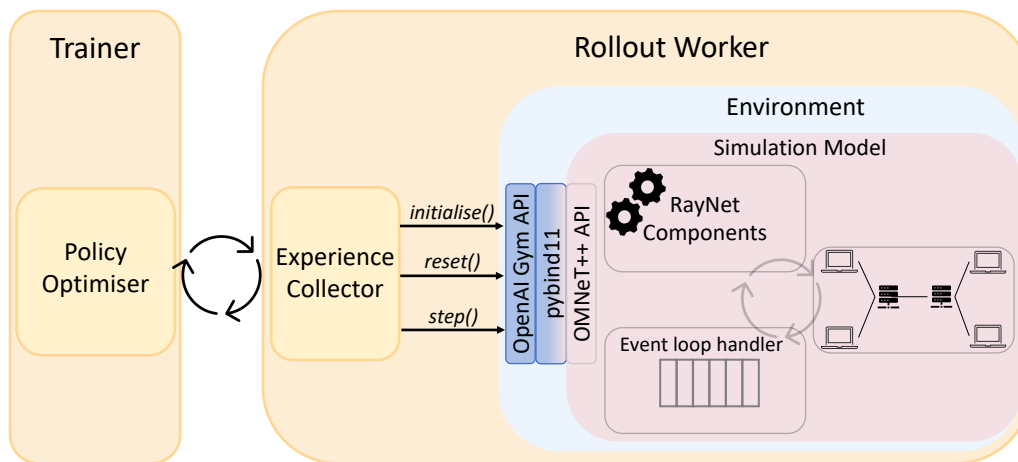 Trainer
Rollout Worker
Environment
Simulation Model
Policy
Optimiser
Experience
Collector
initialise()
reset()
step()
OpenAI Gym API
pybind11
OMNeT++ API
RayNet
Components
Event loop handler